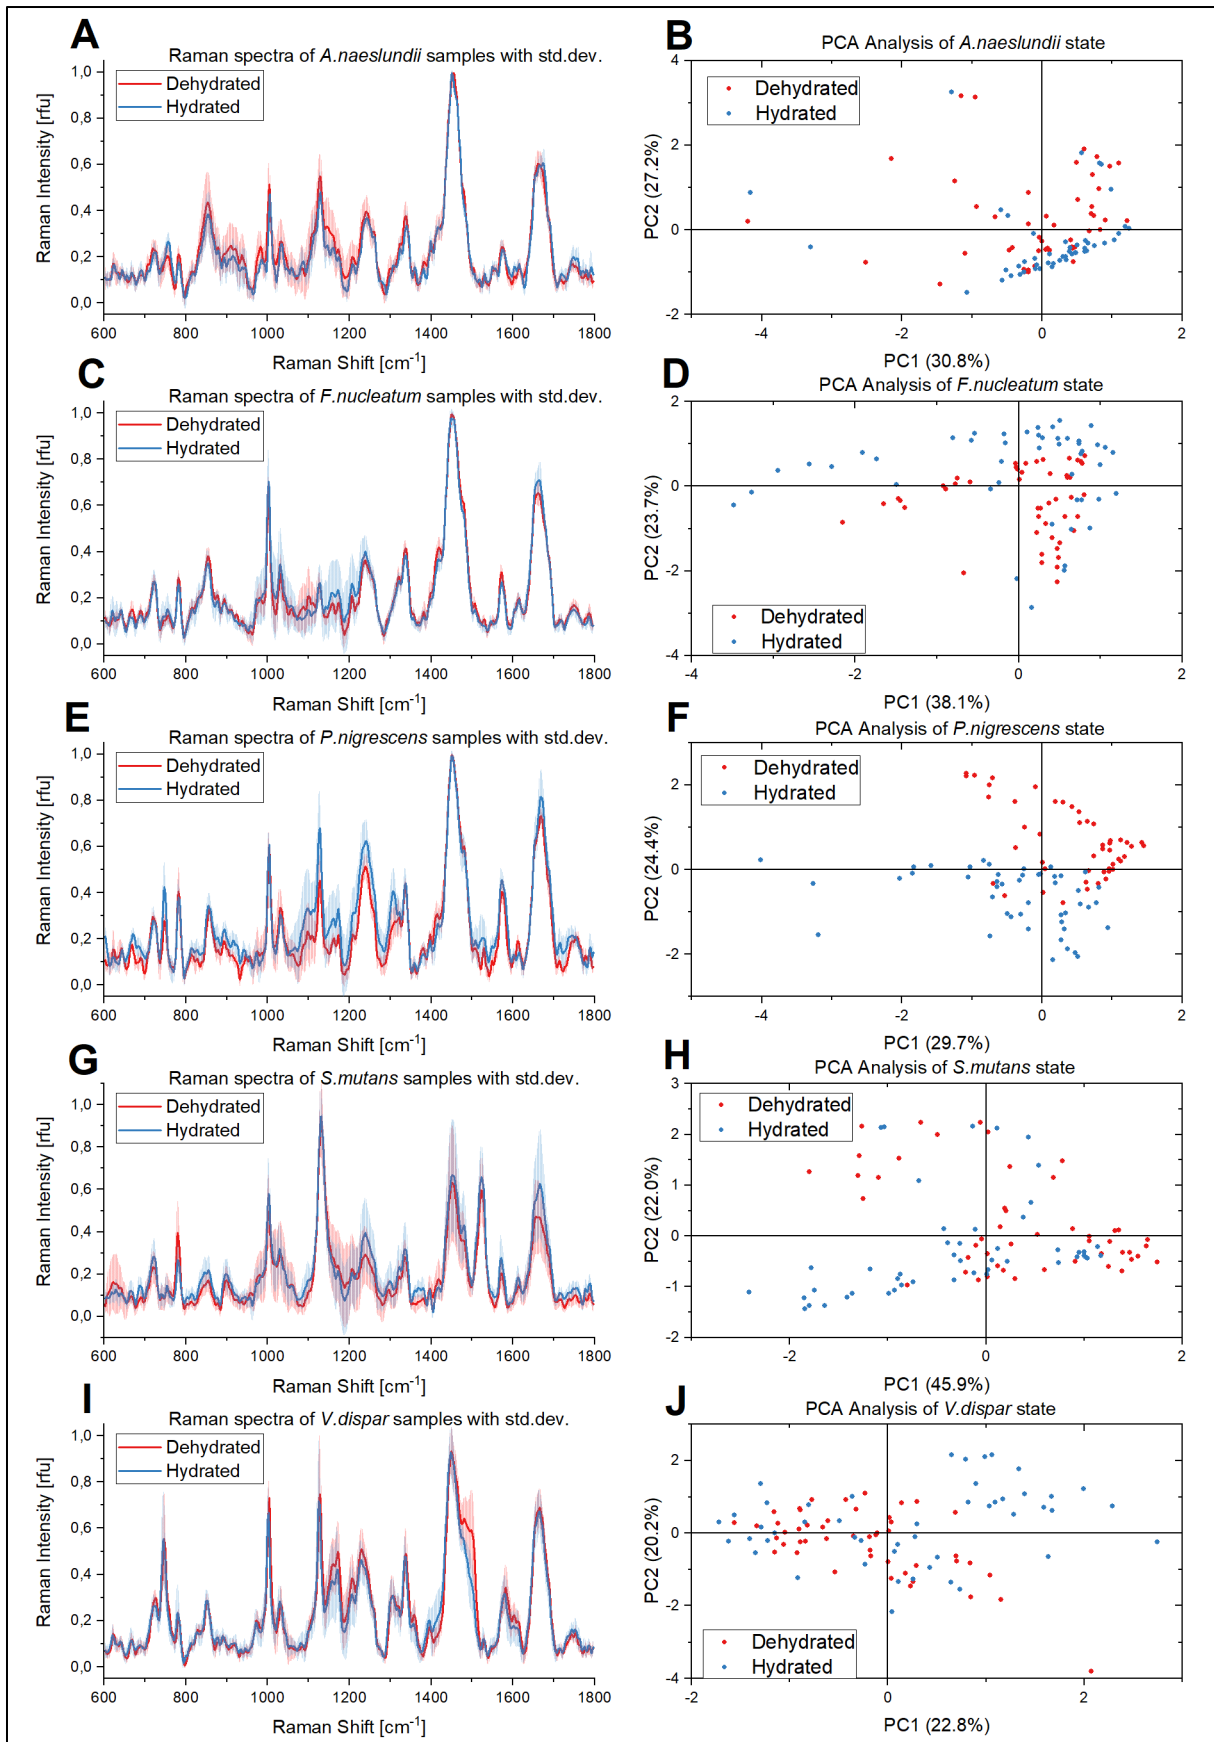 A
Raman spectra of A.naeslundii samples with std.dev.
Dehydrated
Hydrated
1,0
0,8
0,6
0,4
0,2
0,0
Raman Intensity [rfu]
600 800 1000 1200 1400 1600 1800
Raman Shift [cm-1]
B
PCA Analysis of A.naeslundii state
Dehydrated
Hydrated
4
2
0
-2
PC2 (27.2%)
-4 -2 0 2
PC1 (30.8%)
C
Raman spectra of F.nucleatum samples with std.dev.
Dehydrated
Hydrated
1,0
0,8
0,6
0,4
0,2
0,0
Raman Intensity [rfu]
600 800 1000 1200 1400 1600 1800
Raman Shift [cm-1]
D
PCA Analysis of F.nucleatum state
2
0
-2
-4
PC2 (23.7%)
Dehydrated
Hydrated
-4 -2 0 2
PC1 (38.1%)
E
Raman spectra of P.nigrescens samples with std.dev.
Dehydrated
Hydrated
1,0
0,8
0,6
0,4
0,2
0,0
Raman Intensity [rfu]
600 800 1000 1200 1400 1600 1800
Raman Shift [cm-1]
F
PCA Analysis of P.nigrescens state
Dehydrated
Hydrated
2
0
-2
PC2 (24.4%)
-4 -2 0 2
PC1 (29.7%)
G
Raman spectra of S.mutans samples with std.dev.
Dehydrated
Hydrated
1,0
0,8
0,6
0,4
0,2
0,0
Raman Intensity [rfu]
600 800 1000 1200 1400 1600 1800
Raman Shift [cm-1]
H
PCA Analysis of S.mutans state
Dehydrated
Hydrated
3
2
1
0
-1
-2
PC2 (22.0%)
-2 0 2
PC1 (45.9%)
I
Raman spectra of V.dispar samples with std.dev.
Dehydrated
Hydrated
1,0
0,8
0,6
0,4
0,2
0,0
Raman Intensity [rfu]
600 800 1000 1200 1400 1600 1800
Raman Shift [cm-1]
J
PCA Analysis of V.dispar state
2
0
-2
-4
PC2 (20.2%)
Dehydrated
Hydrated
-2 0 2
PC1 (22.8%)